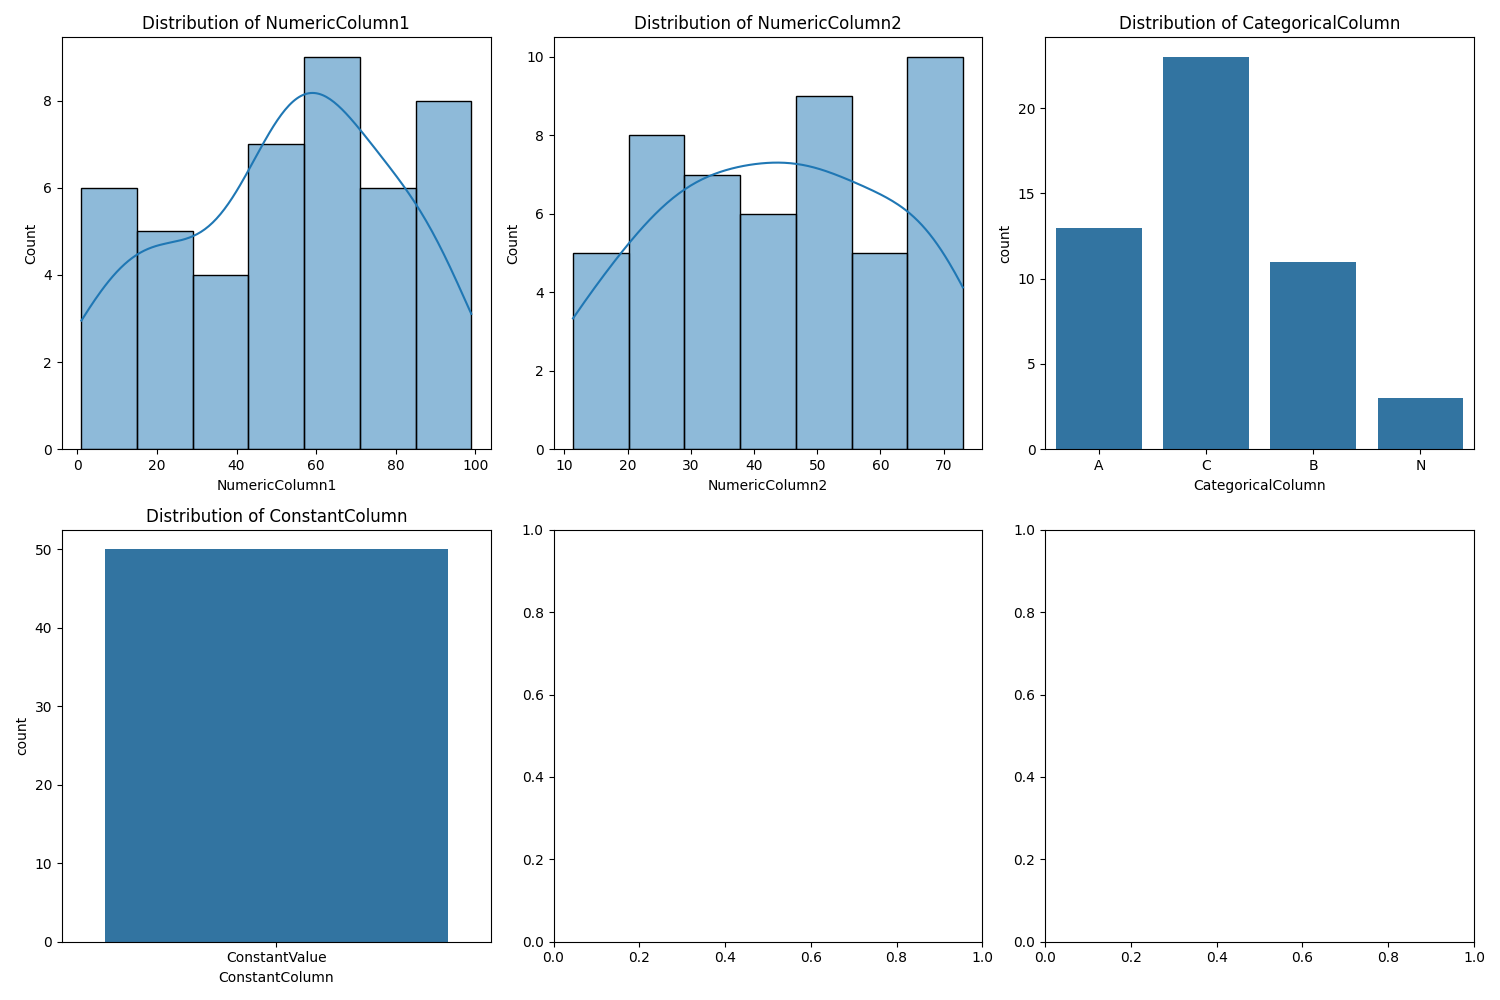 Distribution of NumericColumn1
Count
8
6
4
2
0
0 20 40 60 80 100
NumericColumn1
Distribution of NumericColumn2
Count
10
8
6
4
2
0
10 20 30 40 50 60 70
NumericColumn2
Distribution of CategoricalColumn
count
20
15
10
5
0
A C B N
CategoricalColumn
Distribution of ConstantColumn
count
50
40
30
20
10
0
ConstantValue
ConstantColumn
1.0
0.8
0.6
0.4
0.2
0.0
0.0 0.2 0.4 0.6 0.8 1.0
1.0
0.8
0.6
0.4
0.2
0.0
0.0 0.2 0.4 0.6 0.8 1.0